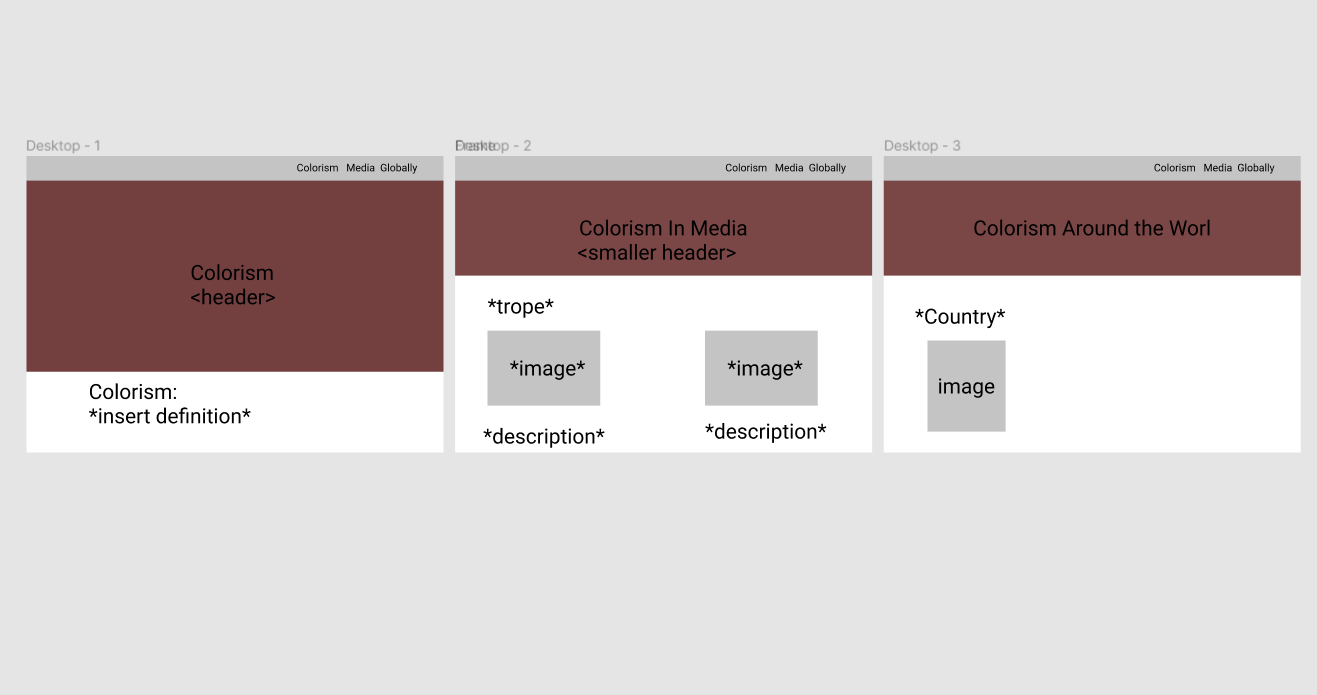 Desktop - 1
Colorism Media Globally
Colorism
<header>
Colorism:
*insert definition*
Desktop - 2
Colorism Media Globally
Colorism In Media
<smaller header>
*trope*
*image* *image*
*description* *description*
Desktop - 3
Colorism Media Globally
Colorism Around the Worl
*Country*
image